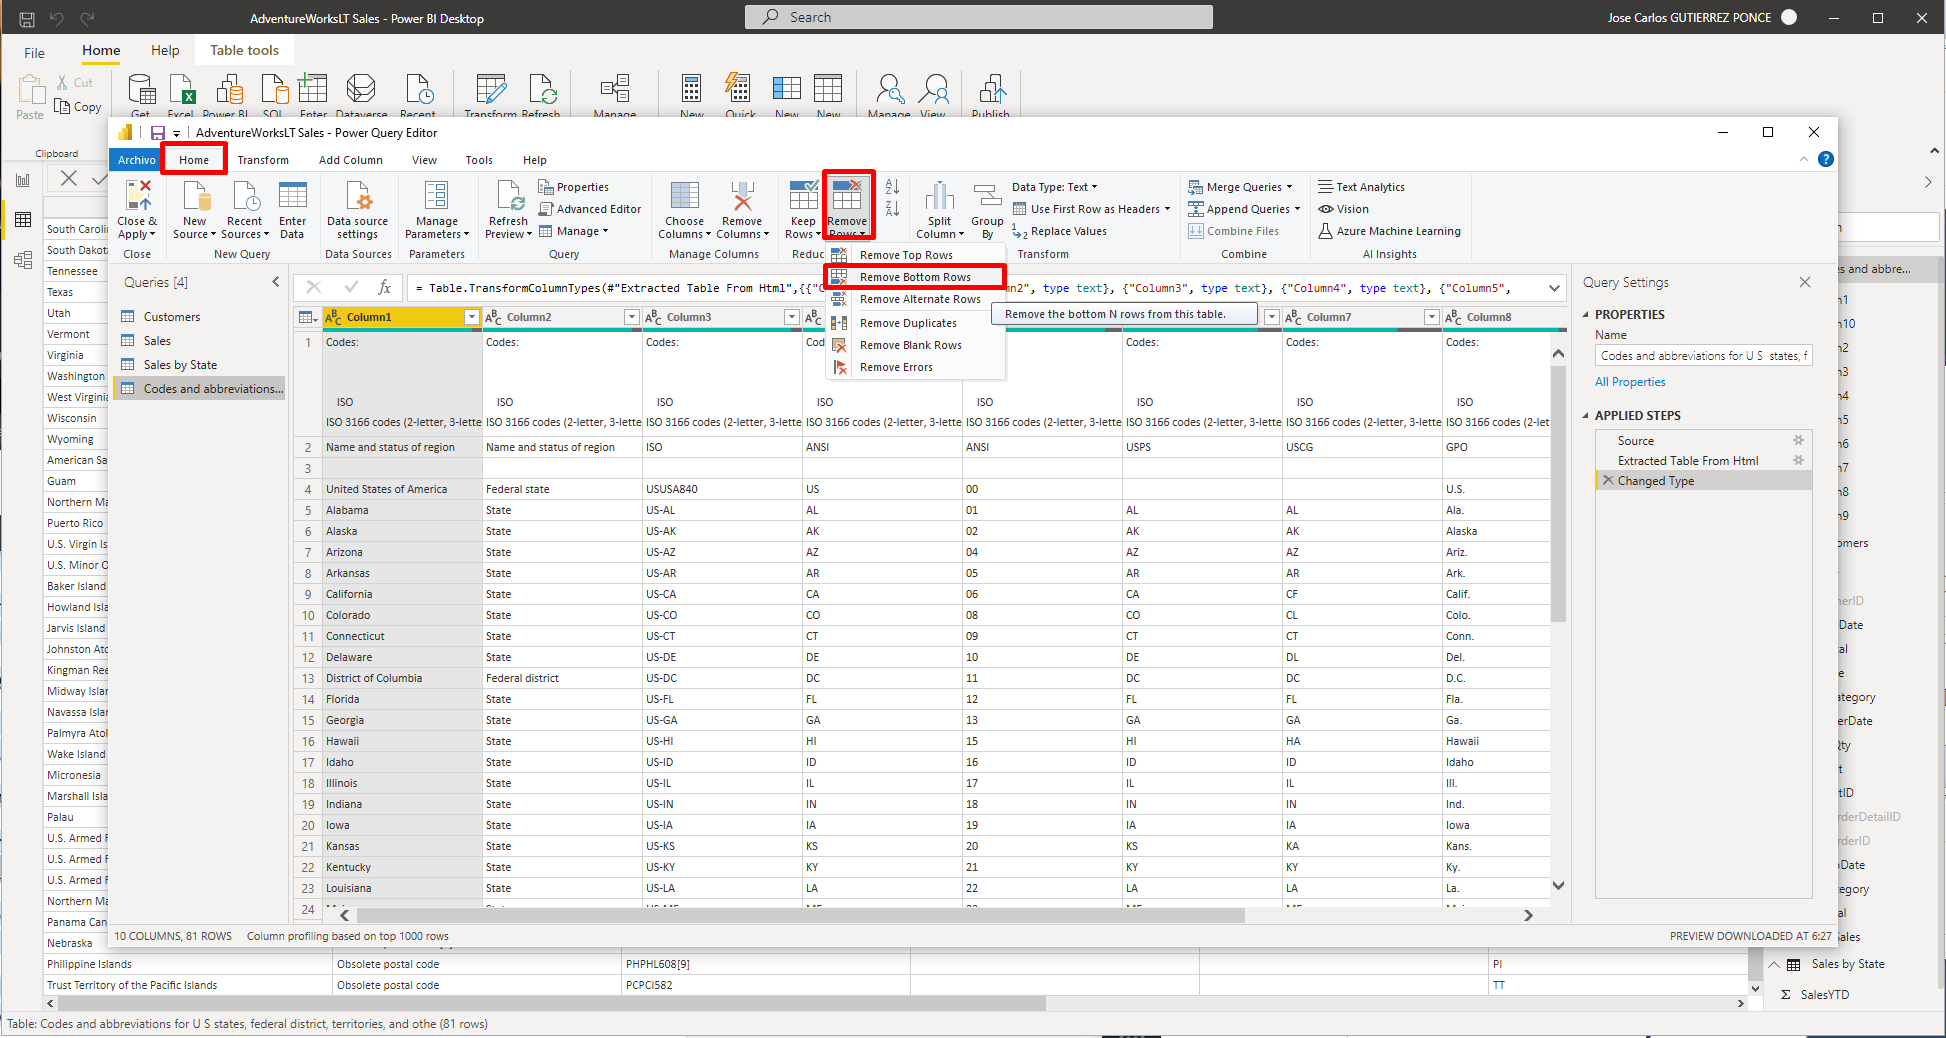 AdventureWorksLT Sales - Power BI Desktop
Search
Jose Carlos GUTIERREZ PONCE
File
Home
Help
Table tools
Paste
Cut
Copy
Clipboard
Get
Excel
Power BI
SQL
Enter
Dataverse
Recent
Transform
Refresh
Manage
New
Quick
New
New
Manage
View
Publish
AdventureWorksLT Sales - Power Query Editor
Archivo
Home
Transform
Add Column
View
Tools
Help
Close & Apply
Close
New Source
Recent Sources
Enter Data
New Query
Data source settings
Data Sources
Manage Parameters
Parameters
Refresh Preview
Properties
Advanced Editor
Manage
Query
Choose Columns
Remove Columns
Manage Columns
Keep Rows
Remove Rows
Reduc
Split Column
Group By
Data Type: Text
Use First Row as Headers
Replace Values
Transform
Merge Queries
Append Queries
Combine Files
Combine
Text Analytics
Vision
Azure Machine Learning
AI Insights
Remove Top Rows
Remove Bottom Rows
Remove Alternate Rows
Remove Duplicates
Remove Blank Rows
Remove Errors
Remove the bottom N rows from this table.
Queries [4]
Customers
Sales
Sales by State
Codes and abbreviations...
= Table.TransformColumnTypes(#"Extracted Table From Html",{{"C
mn2", type text}, {"Column3", type text}, {"Column4", type text}, {"Column5",
Column1 Column2 Column3 Column7 Column8
1 Codes: Codes: Codes: Cod Codes: Codes: Codes:
ISO ISO ISO ISO ISO ISO ISO ISO
ISO 3166 codes (2-letter, 3-lette ISO 3166 codes (2-letter, 3-lette ISO 3166 codes (2-letter, 3-lette ISO 3166 codes (2-letter, 3-lette ISO 3166 codes (2-letter, 3-lette ISO 3166 codes (2-letter, 3-lette ISO 3166 codes (2-letter, 3-lette ISO 3166 codes (2-let
2 Name and status of region Name and status of region ISO ANSI ANSI USPS USCG GPO
3
4 United States of America Federal state USUSA840 US 00 U.S.
5 Alabama State US-AL AL 01 AL AL Ala.
6 Alaska State US-AK AK 02 AK AK Alaska
7 Arizona State US-AZ AZ 04 AZ AZ Ariz.
8 Arkansas State US-AR AR 05 AR AR Ark.
9 California State US-CA CA 06 CA CF Calif.
10 Colorado State US-CO CO 08 CO CL Colo.
11 Connecticut State US-CT CT 09 CT CT Conn.
12 Delaware State US-DE DE 10 DE DL Del.
13 District of Columbia Federal district US-DC DC 11 DC DC D.C.
14 Florida State US-FL FL 12 FL FL Fla.
15 Georgia State US-GA GA 13 GA GA Ga.
16 Hawaii State US-HI HI 15 HI HA Hawaii
17 Idaho State US-ID ID 16 ID ID Idaho
18 Illinois State US-IL IL 17 IL IL Ill.
19 Indiana State US-IN IN 18 IN IN Ind.
20 Iowa State US-IA IA 19 IA IA Iowa
21 Kansas State US-KS KS 20 KS KA Kans.
22 Kentucky State US-KY KY 21 KY KY Ky.
23 Louisiana State US-LA LA 22 LA LA La.
24
Query Settings
PROPERTIES
Name
Codes and abbreviations for U S states, f
All Properties
APPLIED STEPS
Source
Extracted Table From Html
Changed Type
10 COLUMNS, 81 ROWS
Column profiling based on top 1000 rows
PREVIEW DOWNLOADED AT 6:27
South Carolin
South Dakota
Tennessee
Texas
Utah
Vermont
Virginia
Washington
West Virginia
Wisconsin
Wyoming
American Sa
Guam
Northern Ma
Puerto Rico
U.S. Virgin Is
U.S. Minor O
Baker Island
Howland Isla
Jarvis Island
Johnston Ato
Kingman Ree
Midway Islan
Navassa Islan
Palmyra Atol
Wake Island
Micronesia
Marshall Isla
Palau
U.S. Armed F
U.S. Armed F
U.S. Armed F
Northern Ma
Panama Can
Nebraska
Philippine Islands Obsolete postal code PHPHL608[9] PI
Trust Territory of the Pacific Islands Obsolete postal code PCPCI582 TT
es and abbre...
n1
n10
n2
n3
n4
n5
n6
n7
n8
n9
omers
nerID
Date
tal
e
ategory
erDate
Qty
t
tID
rderDetailID
rderID
oDate
egory
al
Sales
Sales by State
SalesYTD
Table: Codes and abbreviations for U S states, federal district, territories, and othe (81 rows)